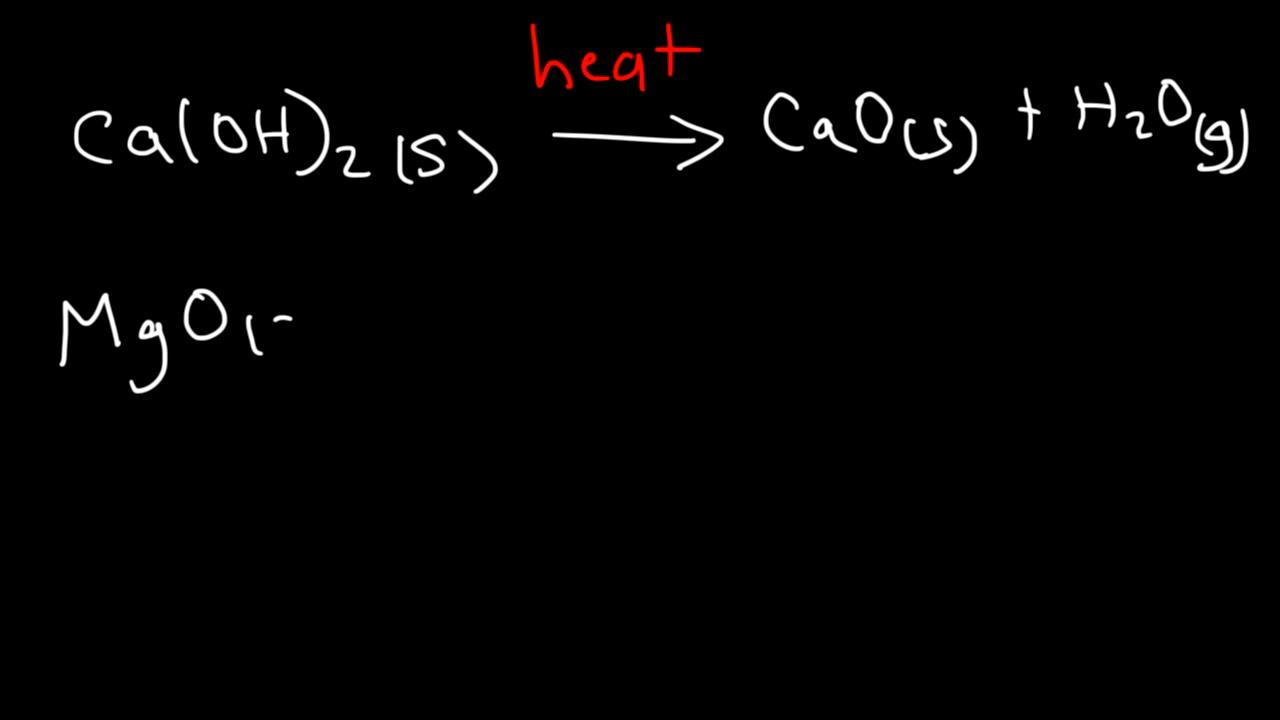 heat
Ca(OH)₂(s) ⟶ CaO(s) + H₂O(g)
MgO(